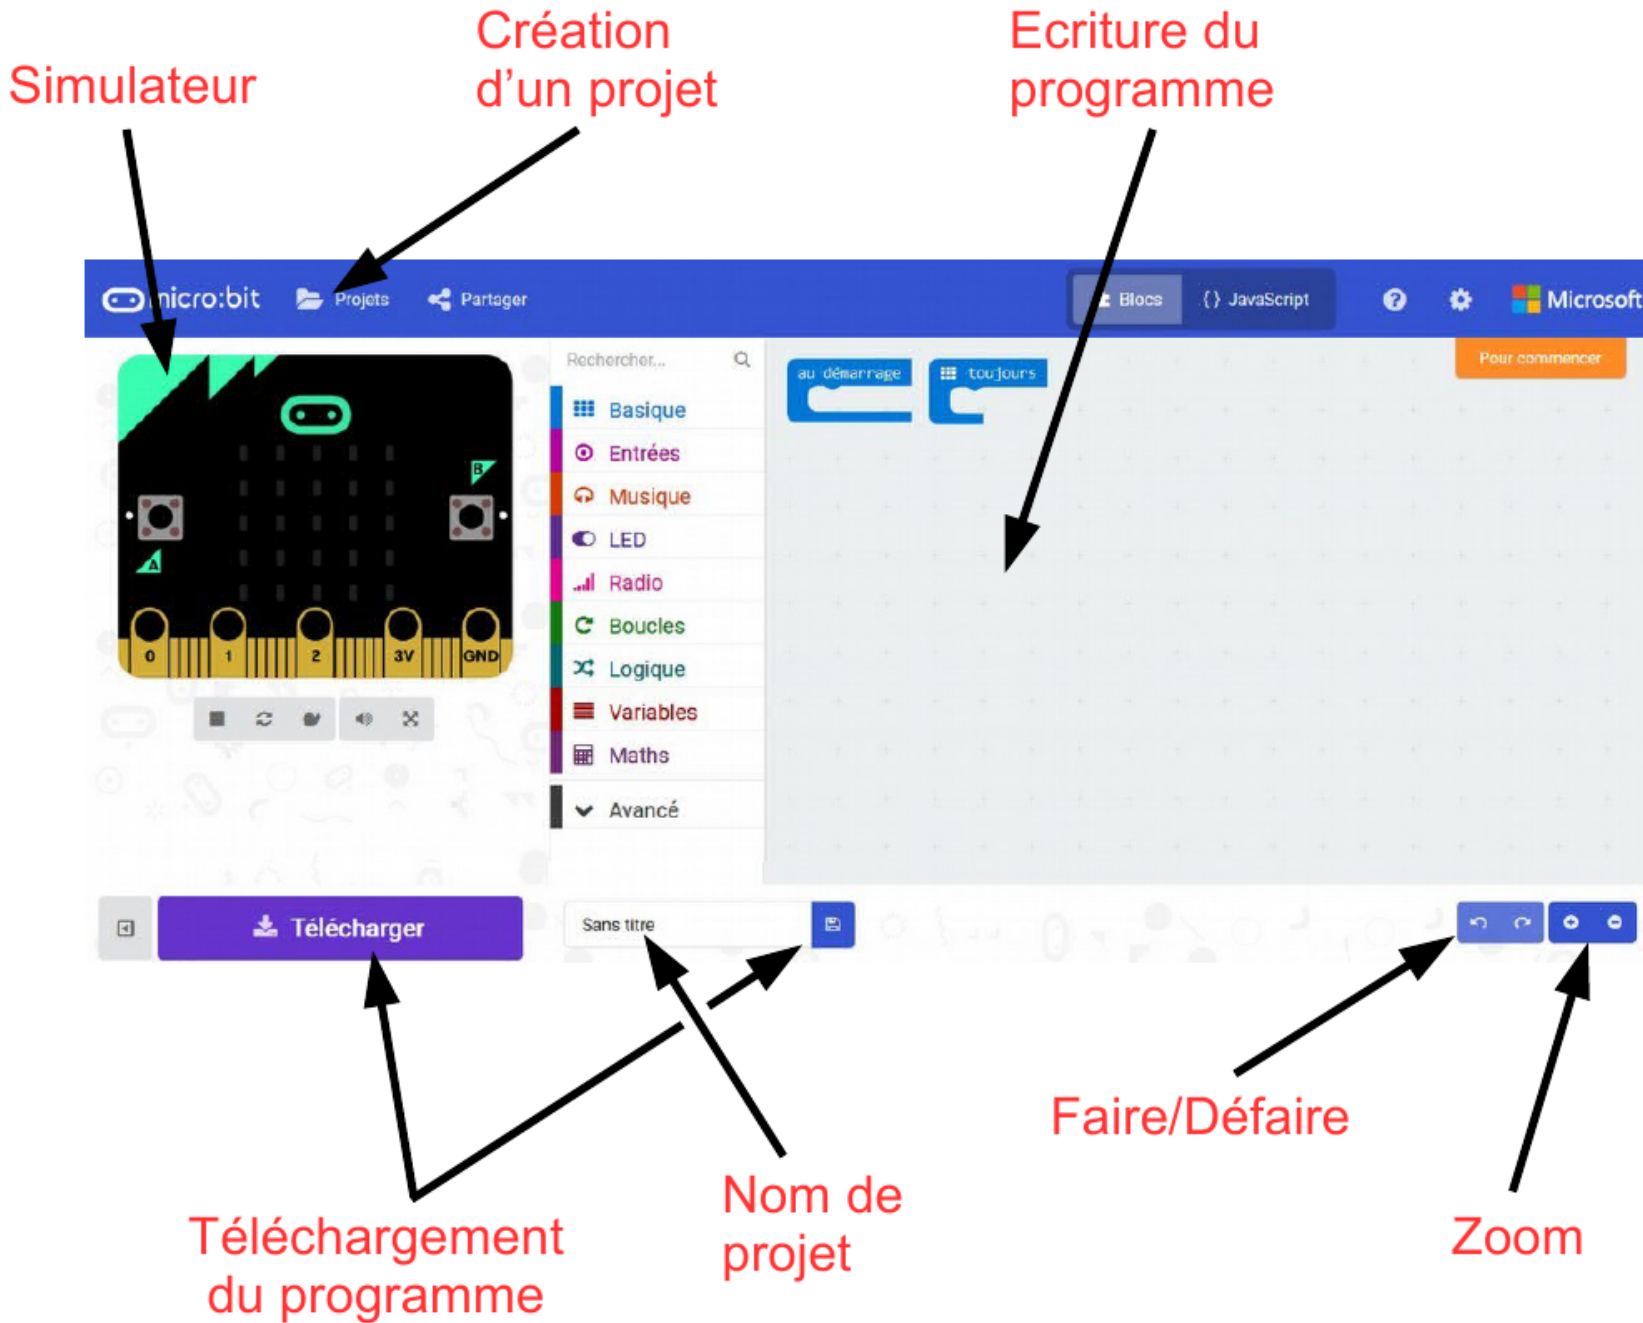 Création
d'un projet
Ecriture du
programme
Simulateur
micro:bit
Projets
Partager
Blocs
{} JavaScript
Microsoft
Rechercher...
au démarrage
toujours
Pour commencer
Basique
Entrées
Musique
LED
Radio
Boucles
Logique
Variables
Maths
Avancé
B
A
0 1 2 3V GND
Télécharger
Sans titre
Faire/Défaire
Nom de
projet
Téléchargement
du programme
Zoom